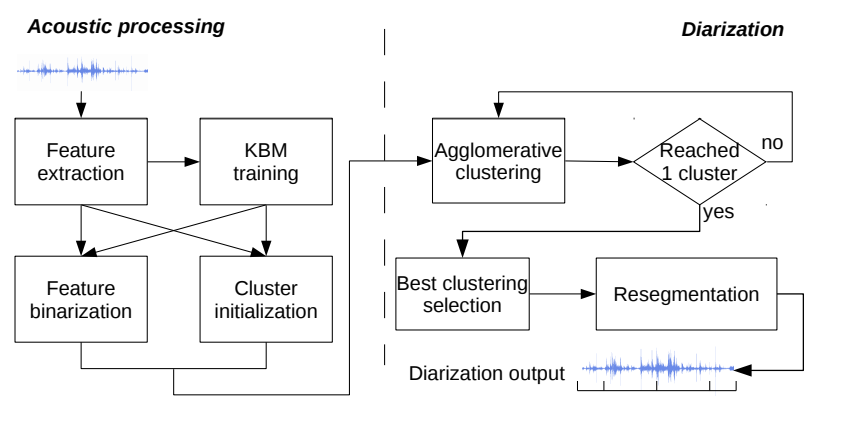 Acoustic processing
Diarization
Feature
extraction
KBM
training
Agglomerative
clustering
Reached
1 cluster
no
yes
Feature
binarization
Cluster
initialization
Best clustering
selection
Resegmentation
Diarization output